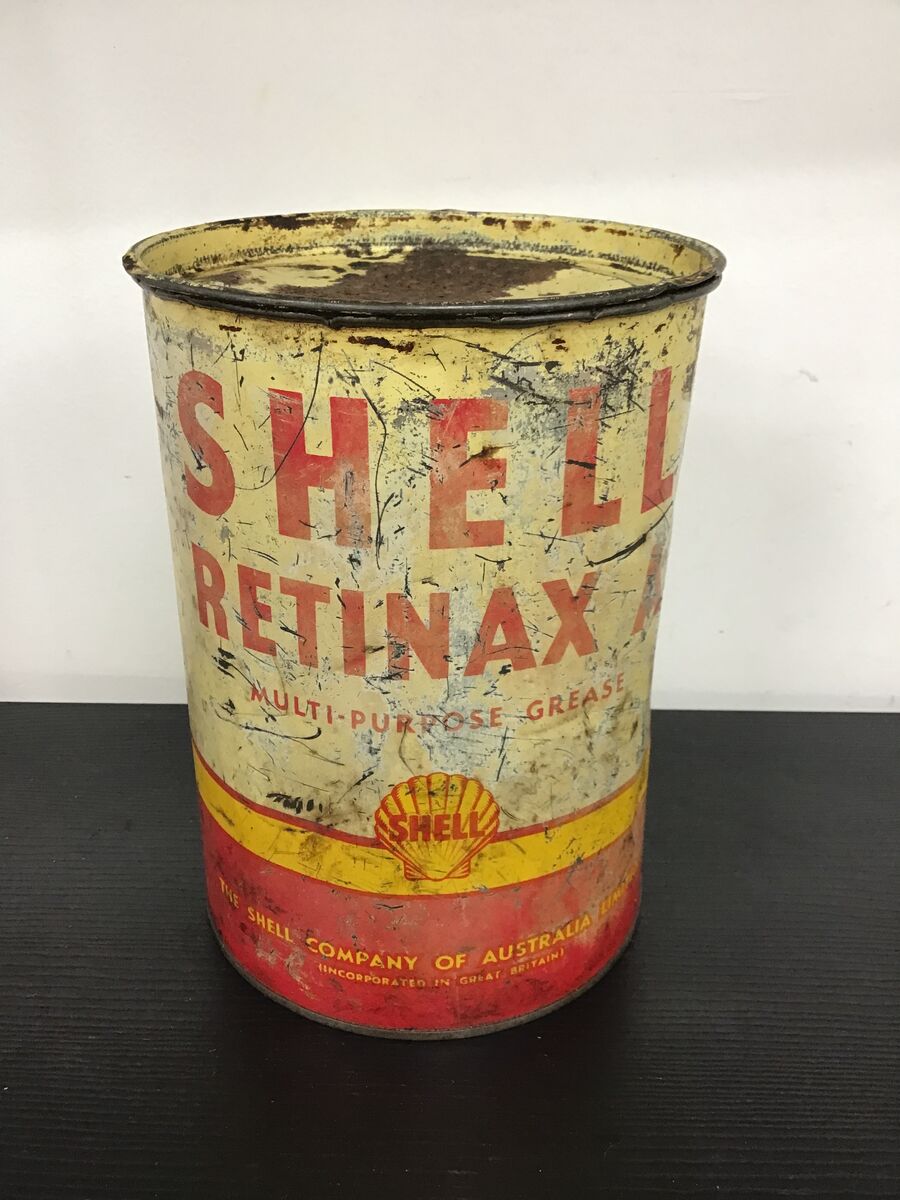 SHELL
RETINAX A
MULTI-PURPOSE GREASE
SHELL
THE SHELL COMPANY OF AUSTRALIA
(INCORPORATED IN GREAT BRITAIN)